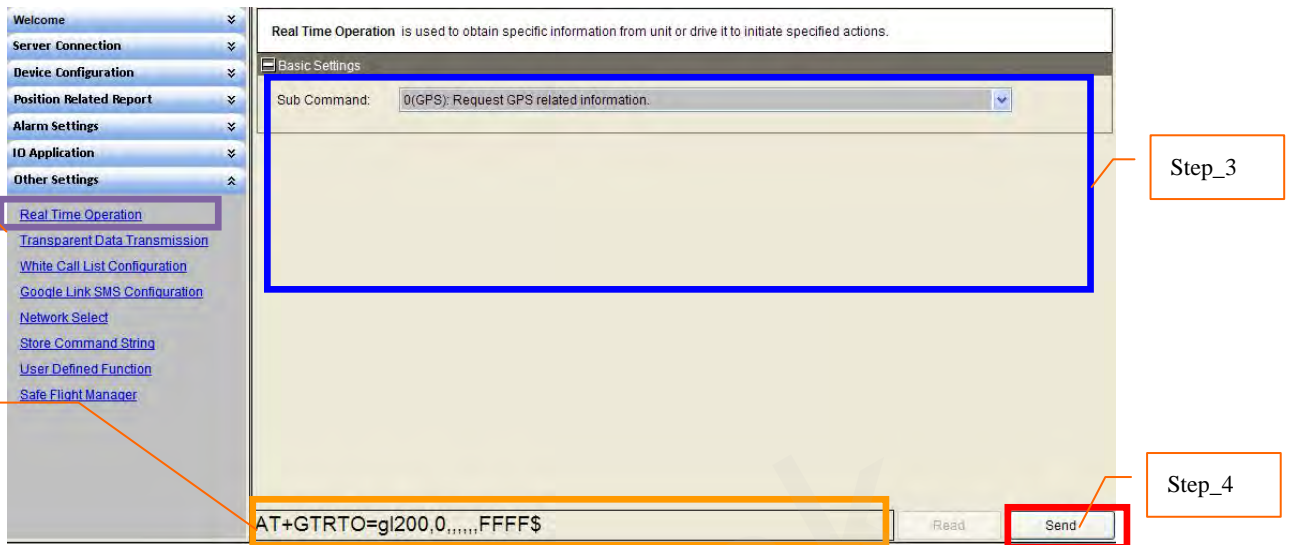 Welcome
Server Connection
Device Configuration
Position Related Report
Alarm Settings
IO Application
Other Settings
Real Time Operation
Transparent Data Transmission
White Call List Configuration
Google Link SMS Configuration
Network Select
Store Command String
User Defined Function
Safe Flight Manager
Real Time Operation is used to obtain specific information from unit or drive it to initiate specified actions.
Basic Settings
Sub Command: 0(GPS): Request GPS related information.
Step_3
Step_4
AT+GTRTO=gl200,0,,,,,,FFFF$
Read
Send